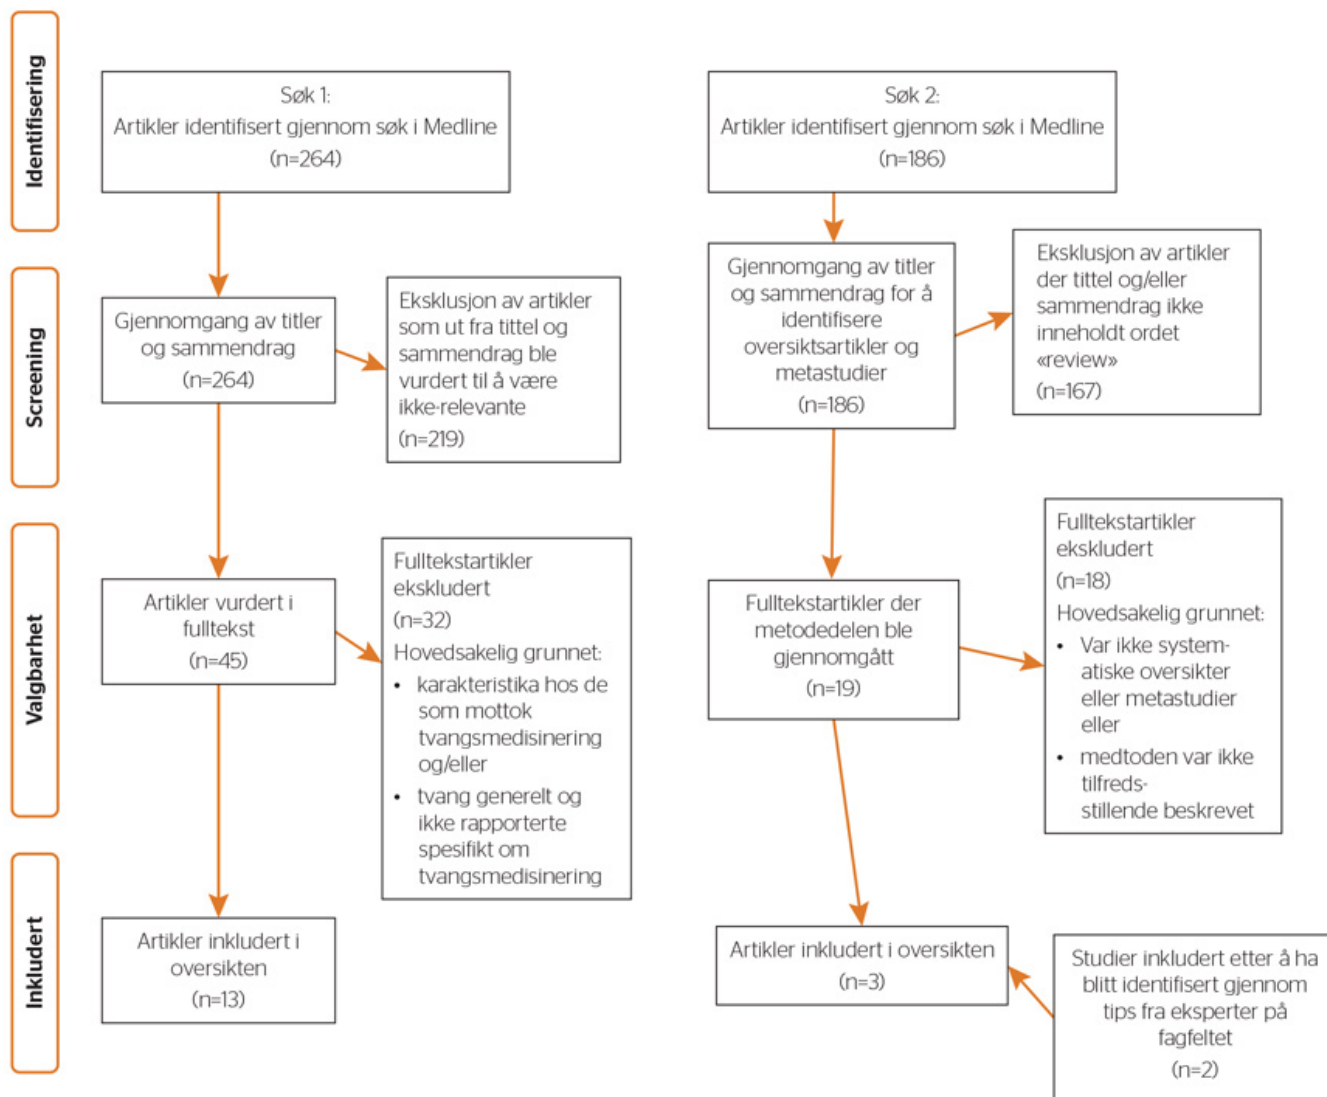 Identifisering
Søk 1:
Artikler identifisert gjennom søk i Medline
(n=264)
Søk 2:
Artikler identifisert gjennom søk i Medline
(n=186)
Screening
Gjennomgang av titler
og sammendrag
(n=264)
Eksklusjon av artikler
som ut fra tittel og
sammendrag ble
vurdert til å være
ikke-relevante
(n=219)
Gjennomgang av titler
og sammendrag for å
identifisere
oversiktsartikler og
metastudier
(n=186)
Eksklusjon av artikler
der tittel og/eller
sammendrag ikke
inneholdt ordet
«review»
(n=167)
Valgbarhet
Artikler vurdert i
fulltekst
(n=45)
Fulltekstartikler
ekskludert
(n=32)
Hovedsakelig grunnet:
• karakteristika hos de
som mottok
tvangsmedisinering
og/eller
• tvang generelt og
ikke rapporterte
spesifikt om
tvangsmedisinering
Fulltekstartikler der
metodedelen ble
gjennomgått
(n=19)
Fulltekstartikler
ekskludert
(n=18)
Hovedsakelig grunnet:
• Var ikke system-
atiske oversikter
eller metastudier
eller
• medtoden var ikke
tilfreds-
stillende beskrevet
Inkludert
Artikler inkludert i
oversikten
(n=13)
Artikler inkludert i oversikten
(n=3)
Studier inkludert etter å ha
blitt identifisert gjennom
tips fra eksperter på
fagfeltet
(n=2)